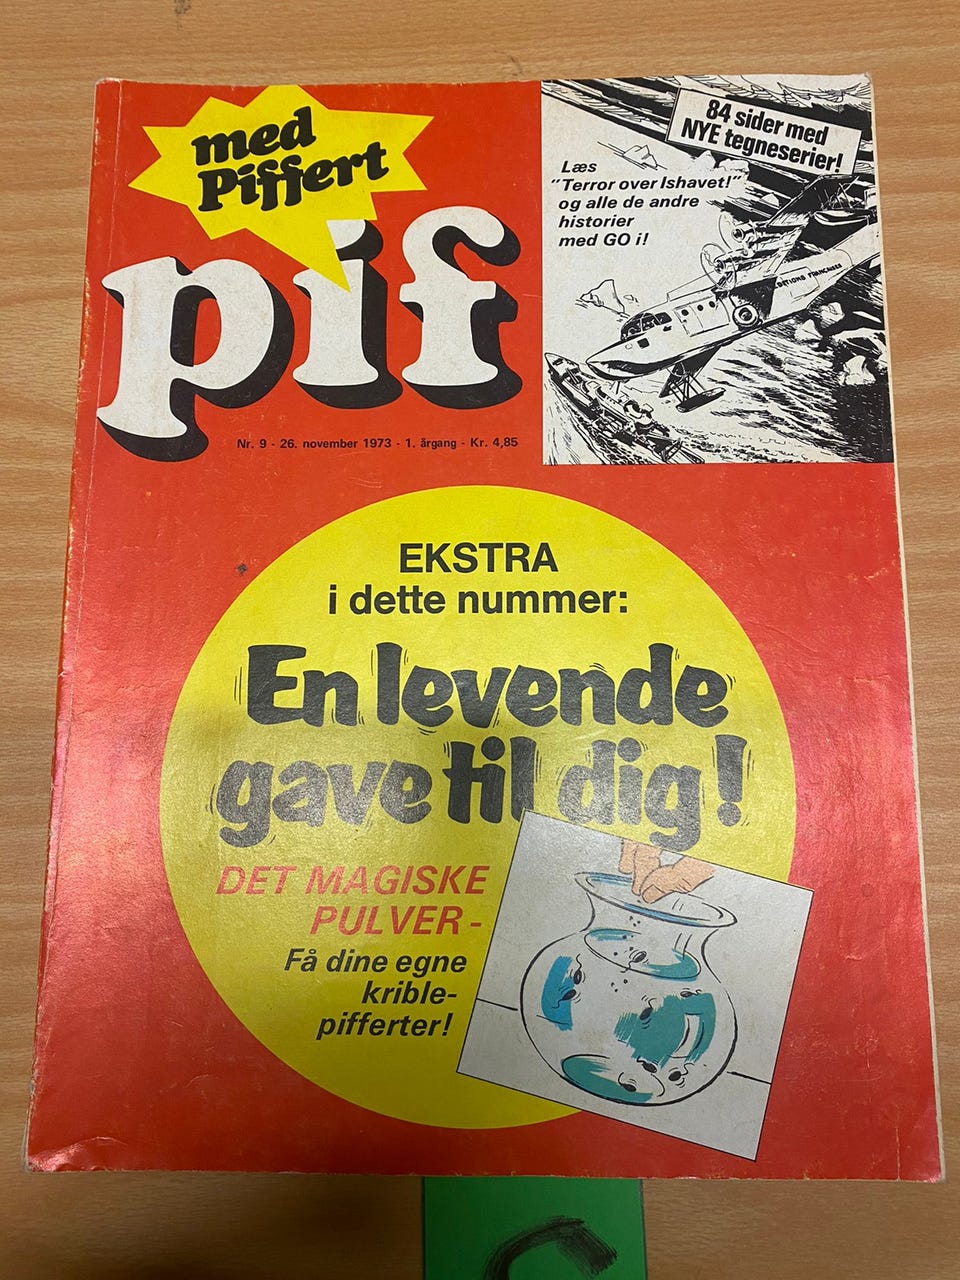 med
Piffert
pif
Nr. 9 - 26. november 1973 - 1. årgang - Kr. 4,85
84 sider med
NYE tegneserier!
Læs
"Terror over Ishavet!"
og alle de andre
historier
med GO i!
EKSTRA
i dette nummer:
En levende
gave til dig!
DET MAGISKE
PULVER -
Få dine egne
krible-
pifferter!